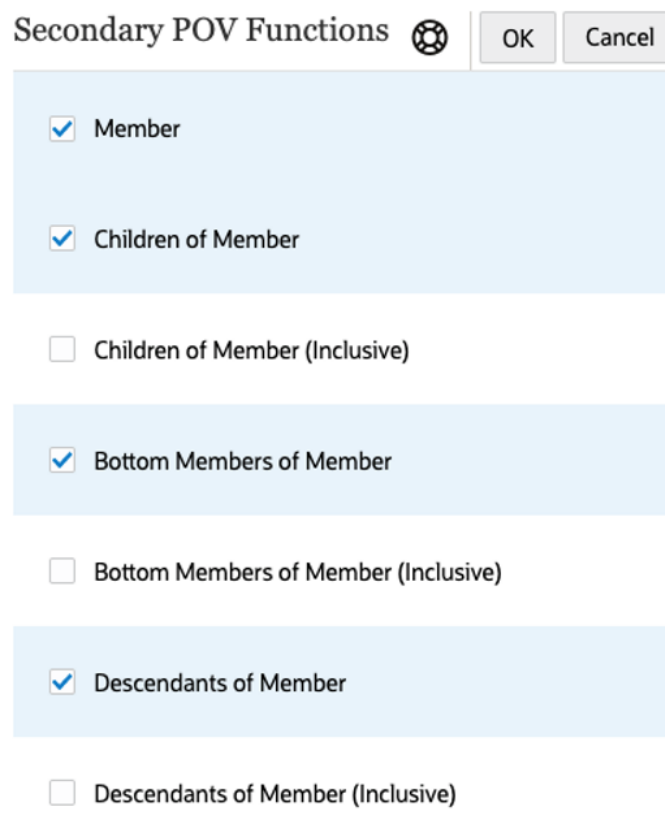 Secondary POV Functions OK Cancel
Member
Children of Member
Children of Member (Inclusive)
Bottom Members of Member
Bottom Members of Member (Inclusive)
Descendants of Member
Descendants of Member (Inclusive)